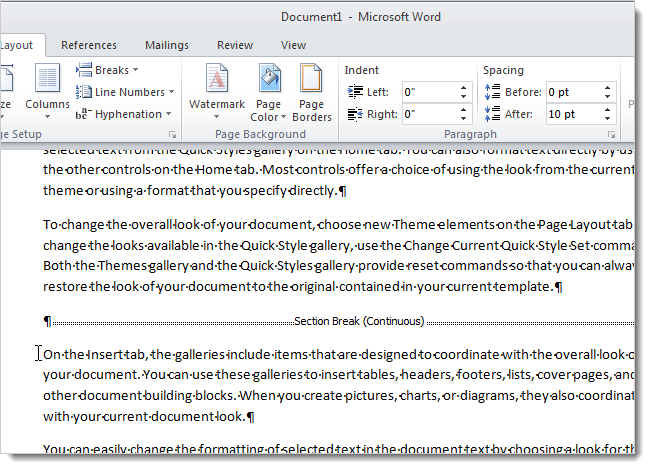 Document1 - Microsoft Word
Layout References Mailings Review View
Breaks Indent Spacing
Line Numbers Left: 0" Before: 0 pt
Columns Watermark Page Color Page Borders
Hyphenation Right: 0" After: 10 pt
Setup Page Background Paragraph
selected text from the Quick Styles gallery on the Home tab. You can also format text directly by
the other controls on the Home tab. Most controls offer a choice of using the look from the current
theme or using a format that you specify directly.¶
To change the overall look of your document, choose new Theme elements on the Page Layout tab
change the looks available in the Quick Style gallery, use the Change Current Quick Style Set
Both the Themes gallery and the Quick Styles gallery provide reset commands so that you can
restore the look of your document to the original contained in your current template.¶
¶ Section Break (Continuous)
On the Insert tab, the galleries include items that are designed to coordinate with the overall look
your document. You can use these galleries to insert tables, headers, footers, lists, cover pages,
other document building blocks. When you create pictures, charts, or diagrams, they also
with your current document look.¶
You can easily change the formatting of selected text in the document text by choosing a look for